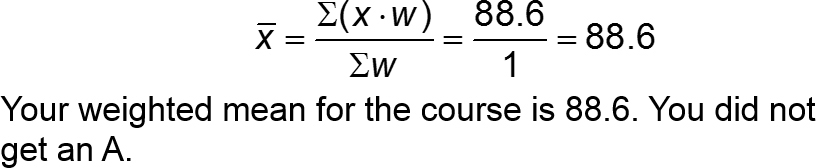 x̄ = Σ(x · w) / Σw = 88.6 / 1 = 88.6
Your weighted mean for the course is 88.6. You did not
get an A.